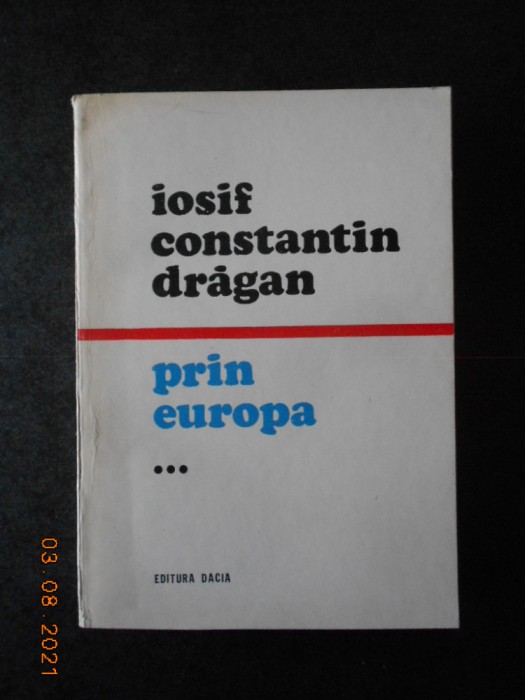 iosif
constantin
drăgan
prin
europa
•••
EDITURA DACIA
03.08.2021